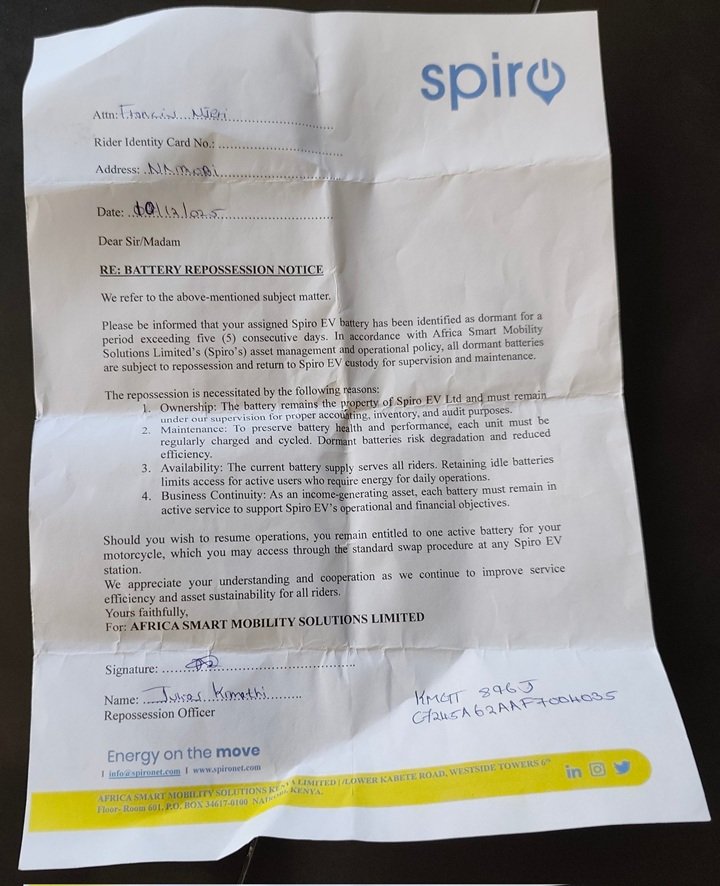 spiro
Attn: Francis Njeri
Rider Identity Card No.:
Address: NAIROBI
Date: 10/12/2025
Dear Sir/Madam
RE: BATTERY REPOSSESSION NOTICE
We refer to the above-mentioned subject matter.
Please be informed that your assigned Spiro EV battery has been identified as dormant for a
period exceeding five (5) consecutive days. In accordance with Africa Smart Mobility
Solutions Limited's (Spiro's) asset management and operational policy, all dormant batteries
are subject to repossession and return to Spiro EV custody for supervision and maintenance.
The repossession is necessitated by the following reasons:
1. Ownership: The battery remains the property of Spiro EV Ltd and must remain
under our supervision for proper accounting, inventory, and audit purposes.
2. Maintenance: To preserve battery health and performance, each unit must be
regularly charged and cycled. Dormant batteries risk degradation and reduced
efficiency.
3. Availability: The current battery supply serves all riders. Retaining idle batteries
limits access for active users who require energy for daily operations.
4. Business Continuity: As an income-generating asset, each battery must remain in
active service to support Spiro EV's operational and financial objectives.
Should you wish to resume operations, you remain entitled to one active battery for your
motorcycle, which you may access through the standard swap procedure at any Spiro EV
station.
We appreciate your understanding and cooperation as we continue to improve service
efficiency and asset sustainability for all riders.
Yours faithfully,
For: AFRICA SMART MOBILITY SOLUTIONS LIMITED
Signature:
Name: Julius Kimathi
Repossession Officer
KMGT 896J
C7245A62AAF7004035
Energy on the move
I info@spironet.com I www.spironet.com
AFRICA SMART MOBILITY SOLUTIONS KENYA LIMITED | /LOWER KABETE ROAD, WESTSIDE TOWERS 6th
Floor- Room 601, P.O. BOX 34617-0100 NAIROBI, KENYA.